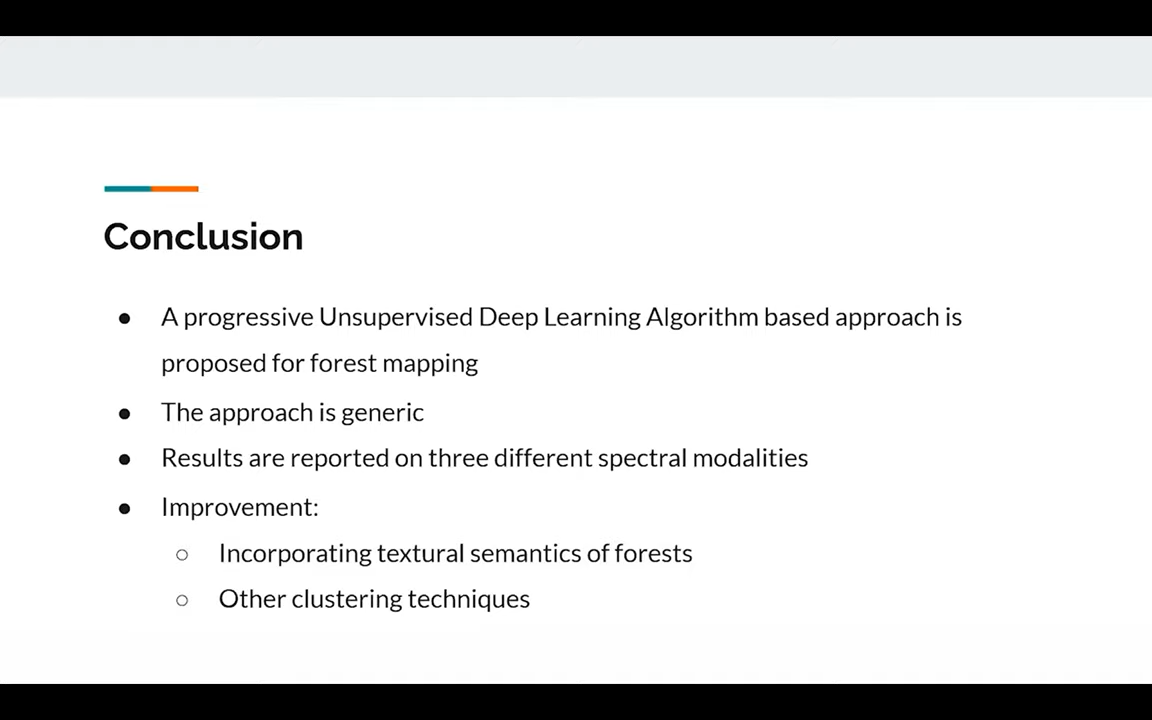 Conclusion
● A progressive Unsupervised Deep Learning Algorithm based approach is
proposed for forest mapping
● The approach is generic
● Results are reported on three different spectral modalities
● Improvement:
○ Incorporating textural semantics of forests
○ Other clustering techniques